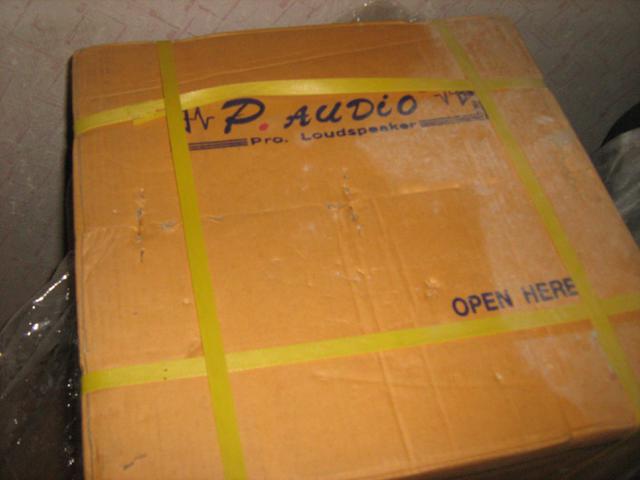 P. AUDiO
Pro. Loudspeaker
OPEN HERE